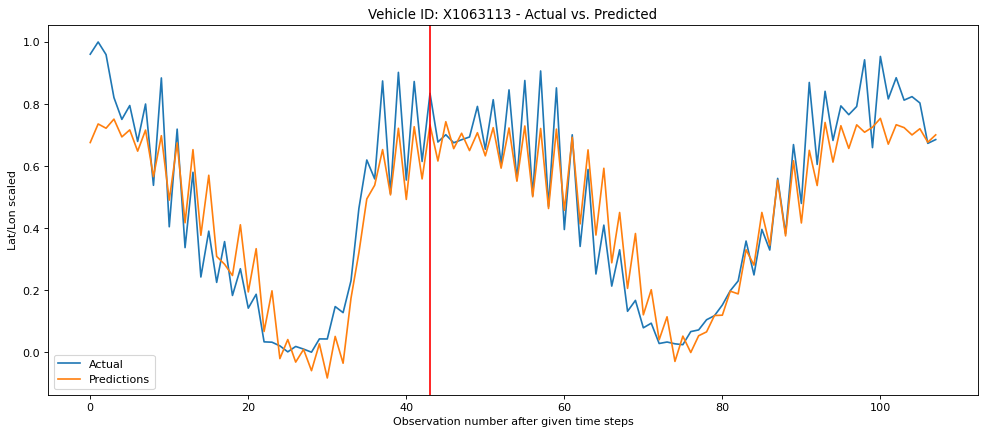 Vehicle ID: X1063113 - Actual vs. Predicted
Lat/Lon scaled
1.0
0.8
0.6
0.4
0.2
0.0
Actual
Predictions
0 20 40 60 80 100
Observation number after given time steps